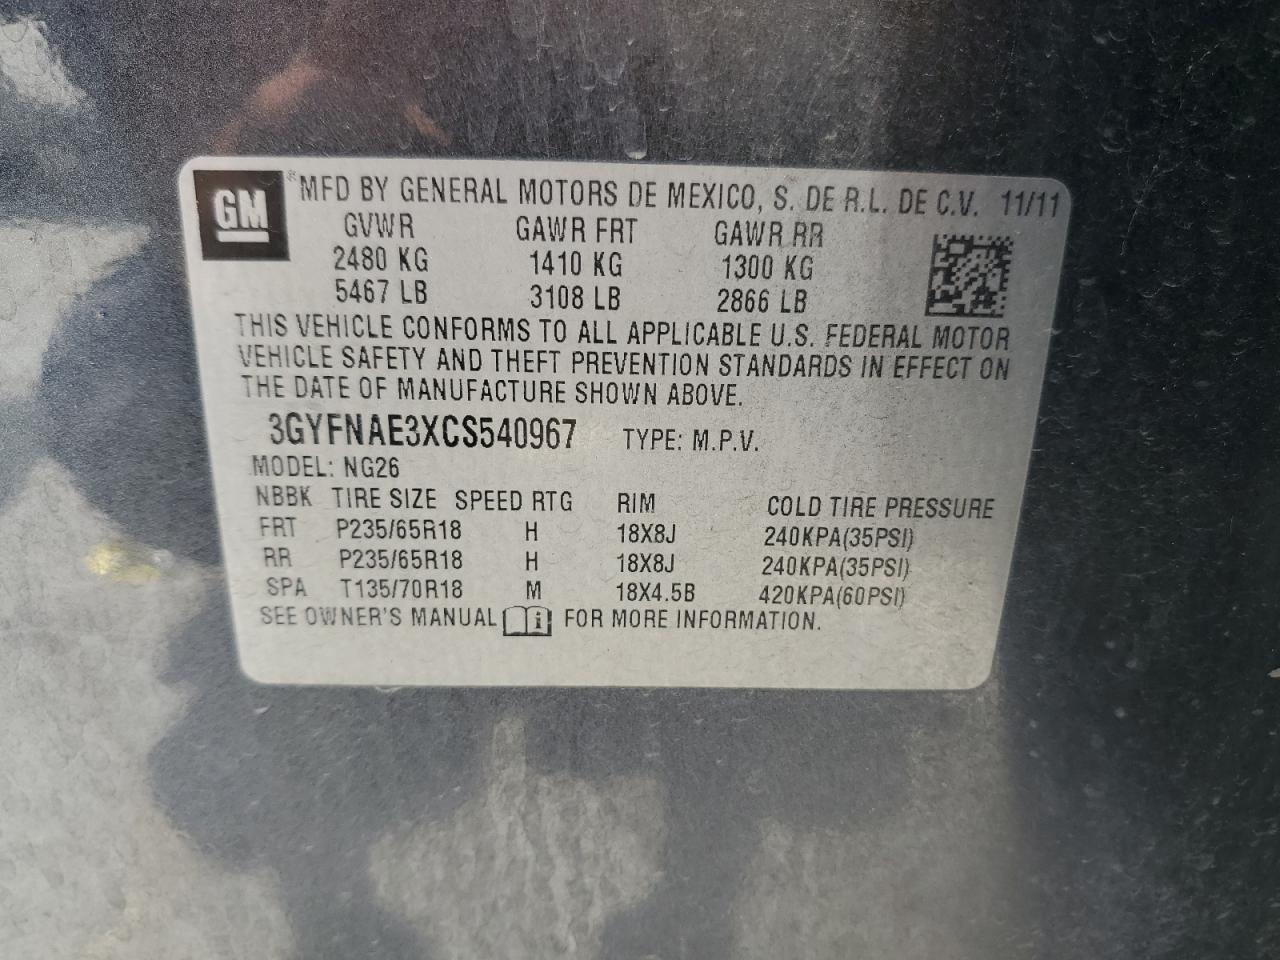 GM
*MFD BY GENERAL MOTORS DE MEXICO, S. DE R.L. DE C.V. 11/11
GVWR GAWR FRT GAWR RR
2480 KG 1410 KG 1300 KG
5467 LB 3108 LB 2866 LB
THIS VEHICLE CONFORMS TO ALL APPLICABLE U.S. FEDERAL MOTOR
VEHICLE SAFETY AND THEFT PREVENTION STANDARDS IN EFFECT ON
THE DATE OF MANUFACTURE SHOWN ABOVE.
3GYFNAE3XCS540967 TYPE: M.P.V.
MODEL: NG26
NBBK TIRE SIZE SPEED RTG RIM COLD TIRE PRESSURE
FRT P235/65R18 H 18X8J 240KPA(35PSI)
RR P235/65R18 H 18X8J 240KPA(35PSI)
SPA T135/70R18 M 18X4.5B 420KPA(60PSI)
SEE OWNER'S MANUAL i FOR MORE INFORMATION.